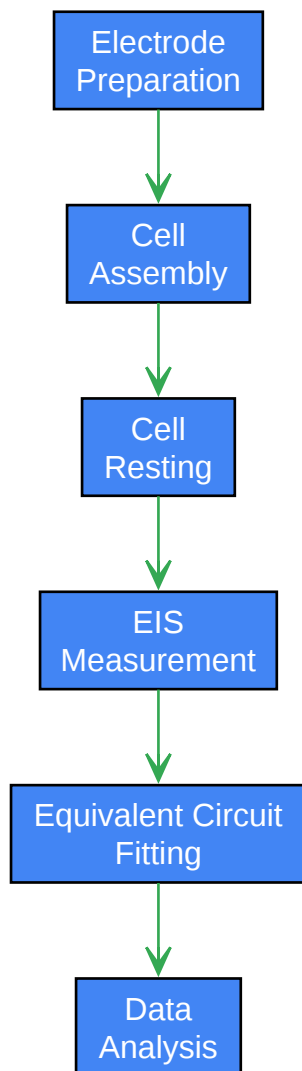 Electrode
Preparation
Cell
Assembly
Cell
Resting
EIS
Measurement
Equivalent Circuit
Fitting
Data
Analysis